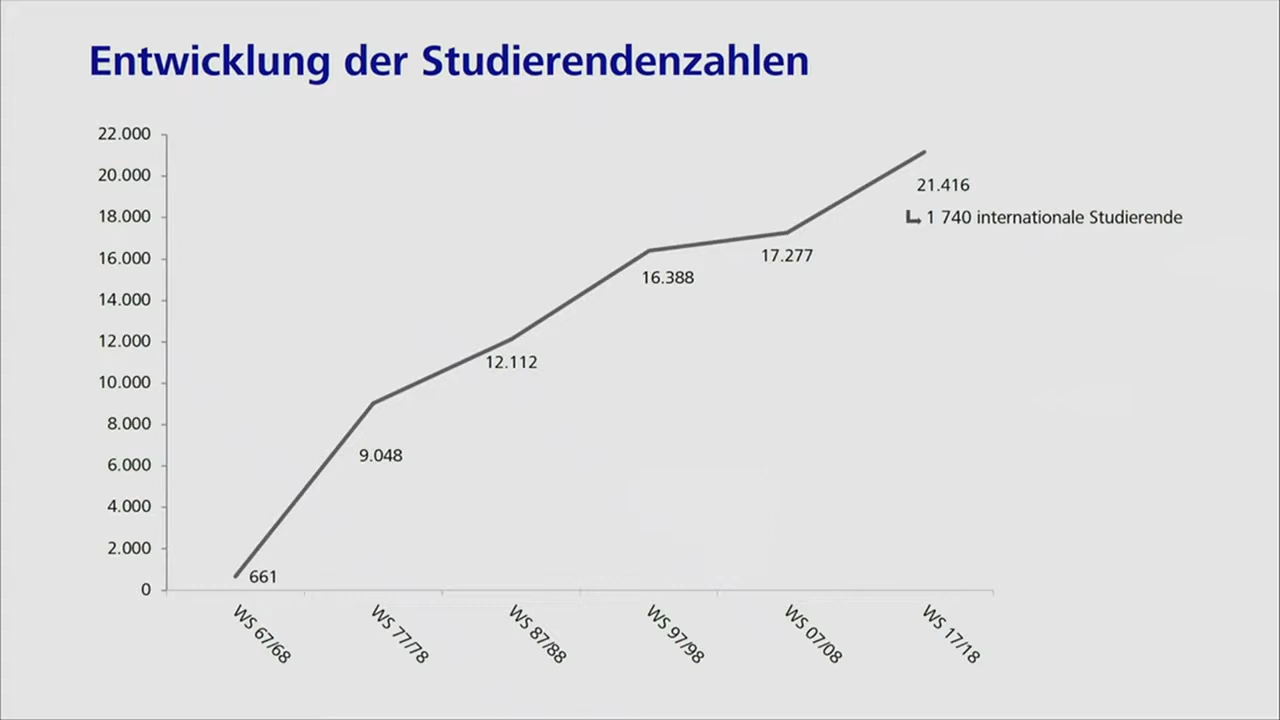 Entwicklung der Studierendenzahlen
22.000
20.000
18.000
16.000
14.000
12.000
10.000
8.000
6.000
4.000
2.000
0
661
9.048
12.112
16.388
17.277
21.416
1 740 internationale Studierende
WS 67/68
WS 77/78
WS 87/88
WS 97/98
WS 07/08
WS 17/18